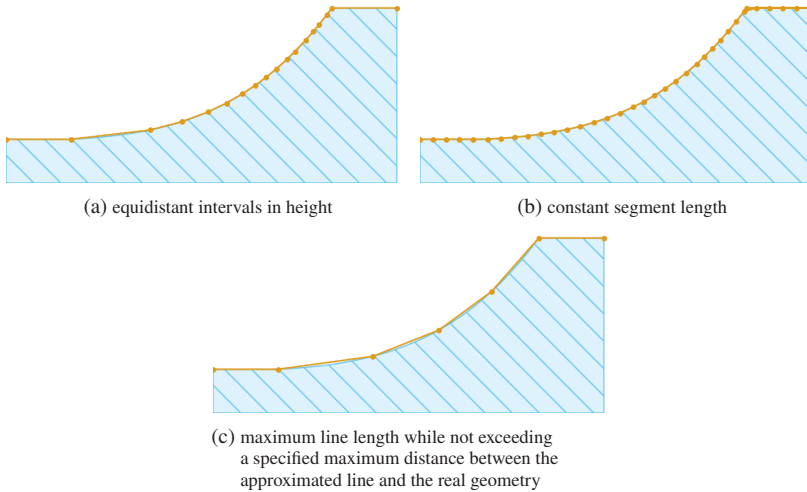 (a) equidistant intervals in height
(b) constant segment length
(c) maximum line length while not exceeding
a specified maximum distance between the
approximated line and the real geometry